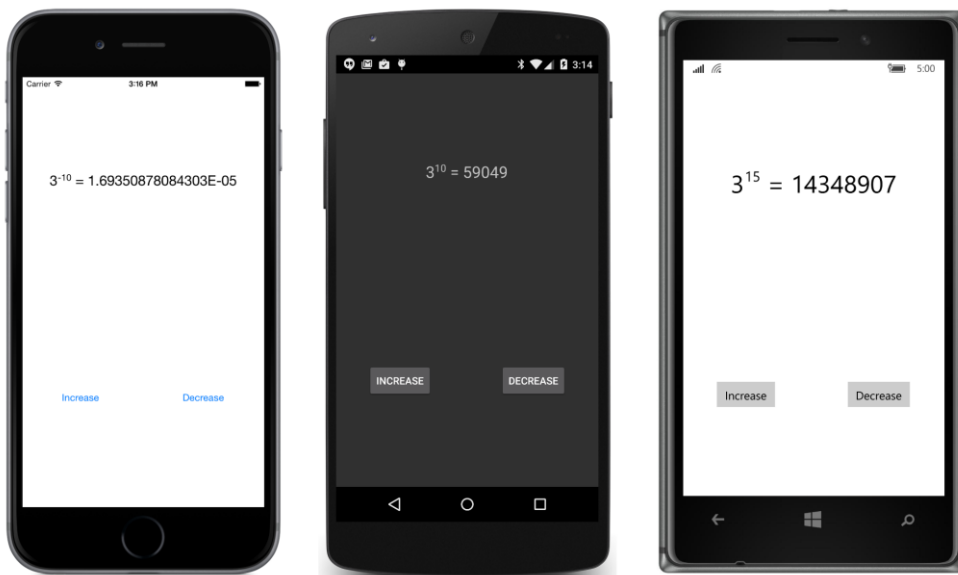 Carrier 3:16 PM
3⁻¹⁰ = 1.69350878084303E-05
Increase Decrease
3:14
3¹⁰ = 59049
INCREASE DECREASE
5:00
3¹⁵ = 14348907
Increase Decrease